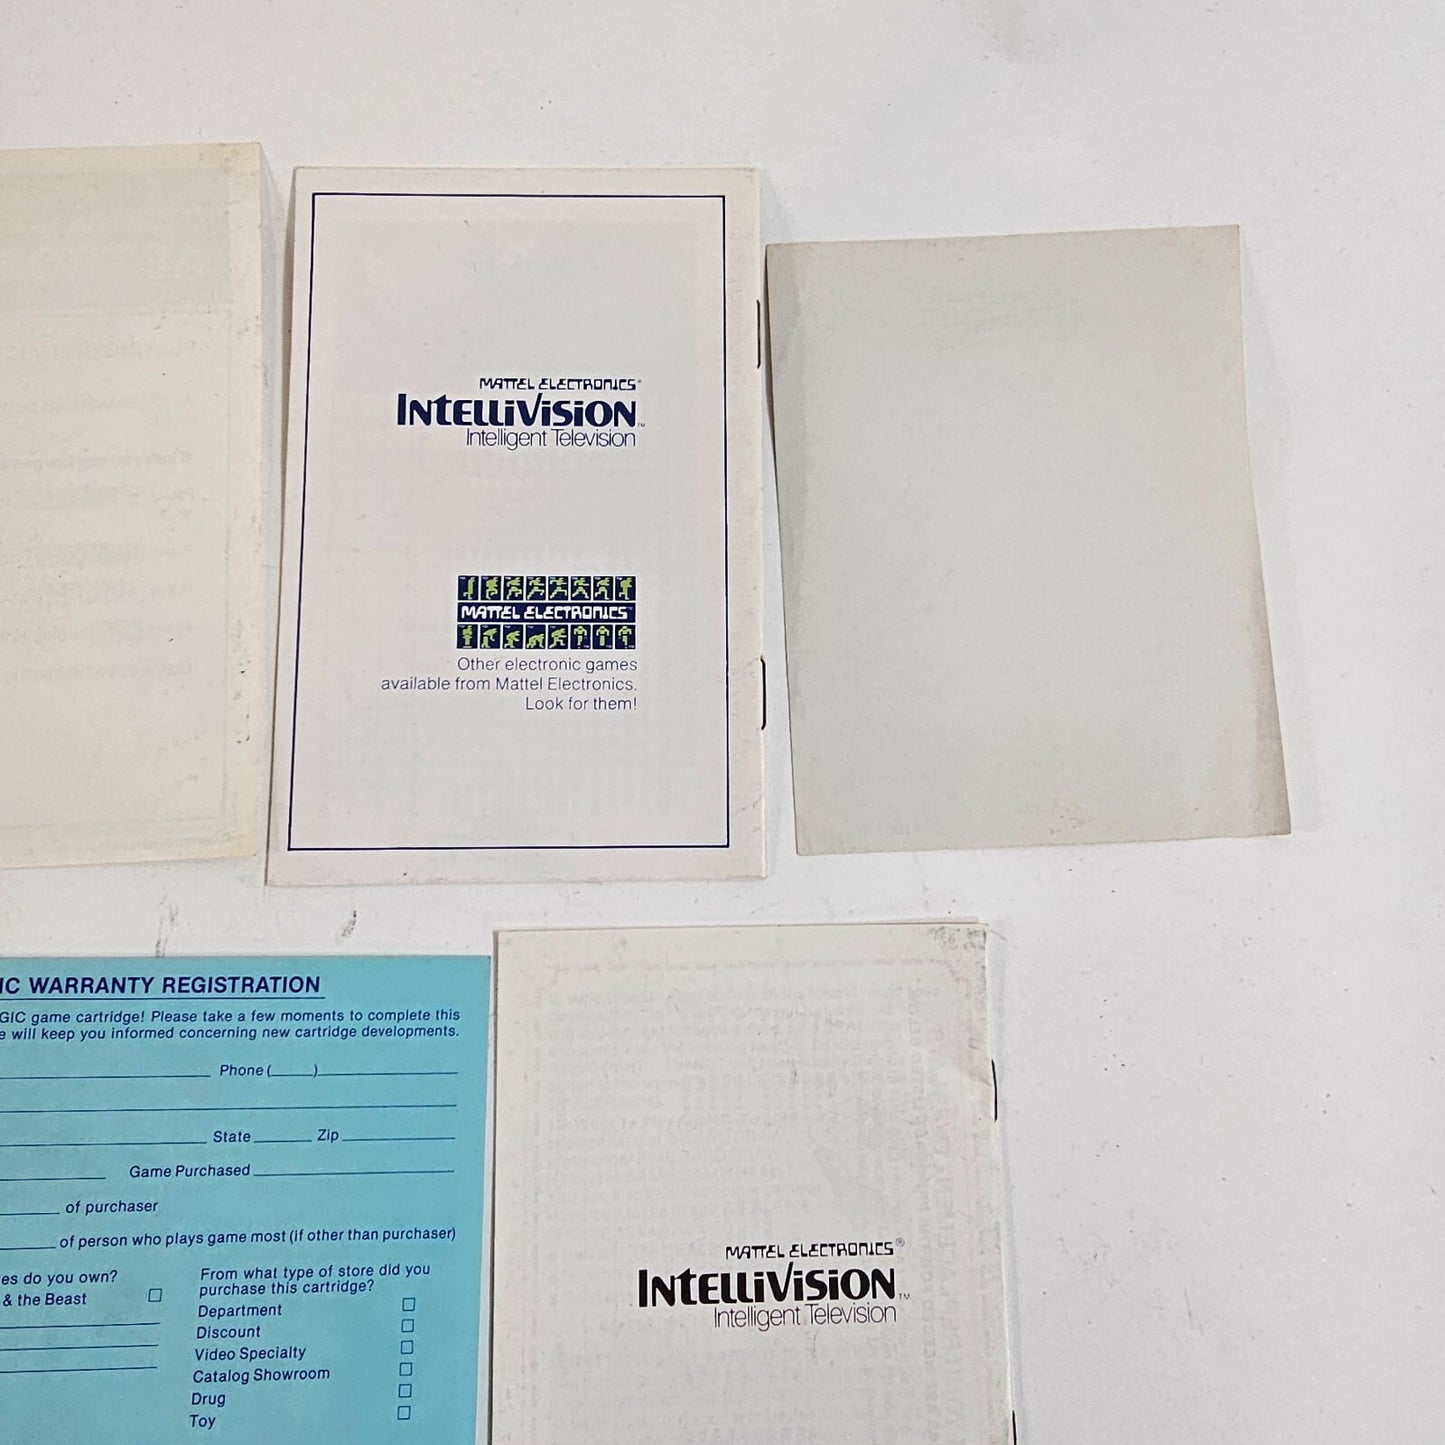 MATTEL ELECTRONICS®
INTELLIVISION™
Intelligent Television
MATTEL ELECTRONICS™
Other electronic games
available from Mattel Electronics.
Look for them!
IC WARRANTY REGISTRATION
GIC game cartridge! Please take a few moments to complete this
e will keep you informed concerning new cartridge developments.
Phone ( )
State Zip
Game Purchased
of purchaser
of person who plays game most (if other than purchaser)
es do you own?
& the Beast
From what type of store did you
purchase this cartridge?
Department
Discount
Video Specialty
Catalog Showroom
Drug
Toy
MATTEL ELECTRONICS®
INTELLIVISION™
Intelligent Television